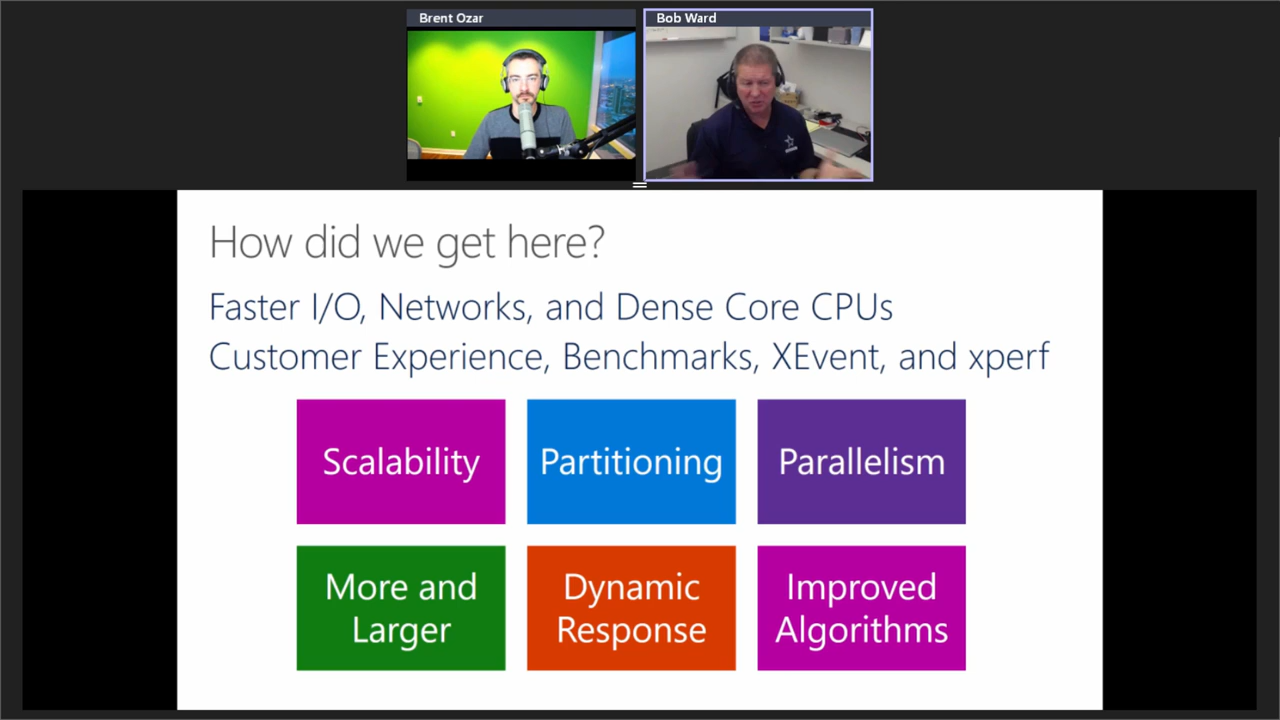 Brent Ozar
Bob Ward
How did we get here?
Faster I/O, Networks, and Dense Core CPUs
Customer Experience, Benchmarks, XEvent, and xperf
Scalability
Partitioning
Parallelism
More and
Larger
Dynamic
Response
Improved
Algorithms